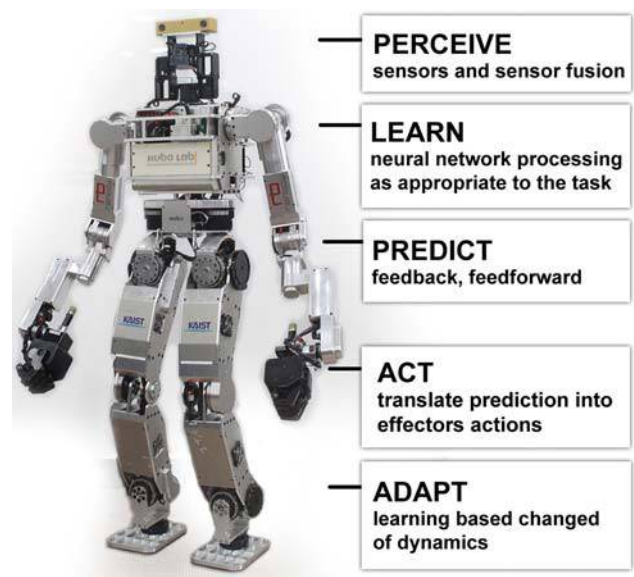 PERCEIVE
sensors and sensor fusion
LEARN
neural network processing
as appropriate to the task
PREDICT
feedback, feedforward
ACT
translate prediction into
effectors actions
ADAPT
learning based changed
of dynamics
HUBO LAB
KAIST
KAIST